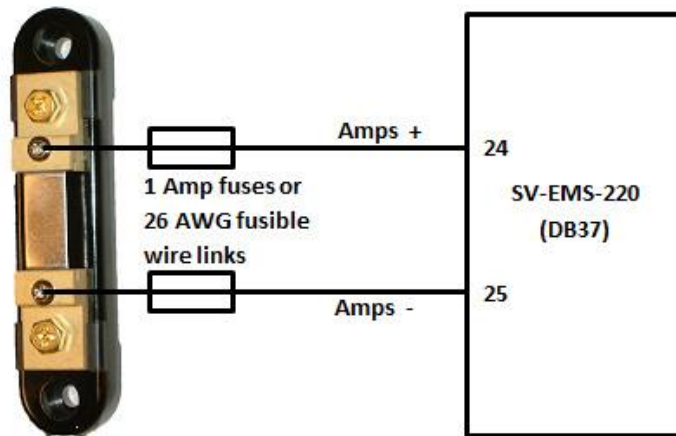 Amps +
24
1 Amp fuses or
26 AWG fusible
wire links
SV-EMS-220
(DB37)
25
Amps -